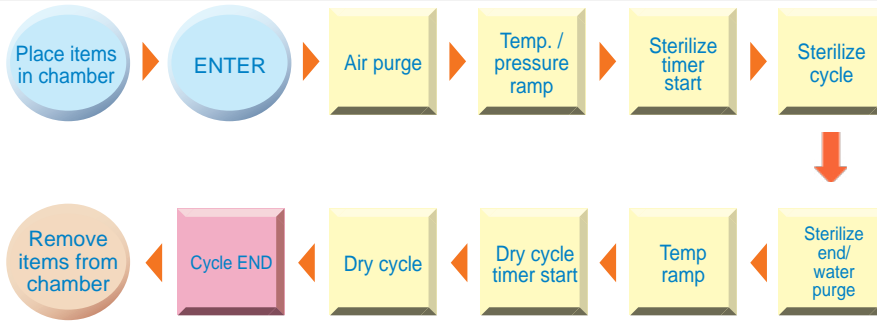 Place items
in chamber
ENTER
Air purge
Temp. /
pressure
ramp
Sterilize
timer
start
Sterilize
cycle
Sterilize
end/
water
purge
Temp
ramp
Dry cycle
timer start
Dry cycle
Cycle END
Remove
items from
chamber